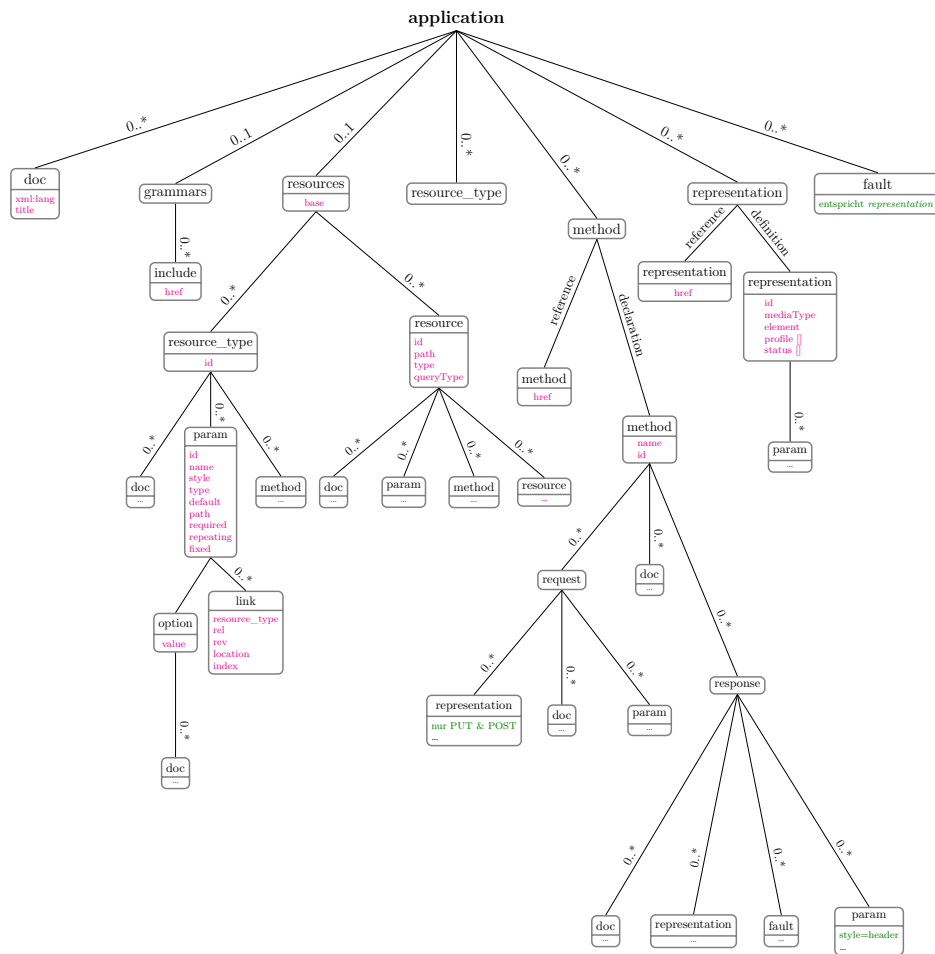 application
0..*
0..1
0..1
0..*
0..*
0..*
0..*
doc
xml:lang
title
grammars
resources
base
resource_type
method
representation
fault
entspricht representation
0..*
include
href
0..*
0..*
reference
declaration
reference
definition
representation
href
representation
id
mediaType
element
profile []
status []
resource_type
id
resource
id
path
type
queryType
method
href
method
name
id
0..*
param
...
0..*
0..*
0..*
doc
...
param
id
name
style
type
default
path
required
repeating
fixed
method
...
0..*
0..*
0..*
0..*
doc
...
param
...
method
...
resource
...
0..*
0..*
0..*
request
doc
...
response
0..*
option
value
link
resource_type
rel
rev
location
index
0..*
doc
...
0..*
0..*
0..*
representation
nur PUT & POST
...
doc
...
param
...
0..*
0..*
0..*
0..*
doc
...
representation
...
fault
...
param
style=header
...